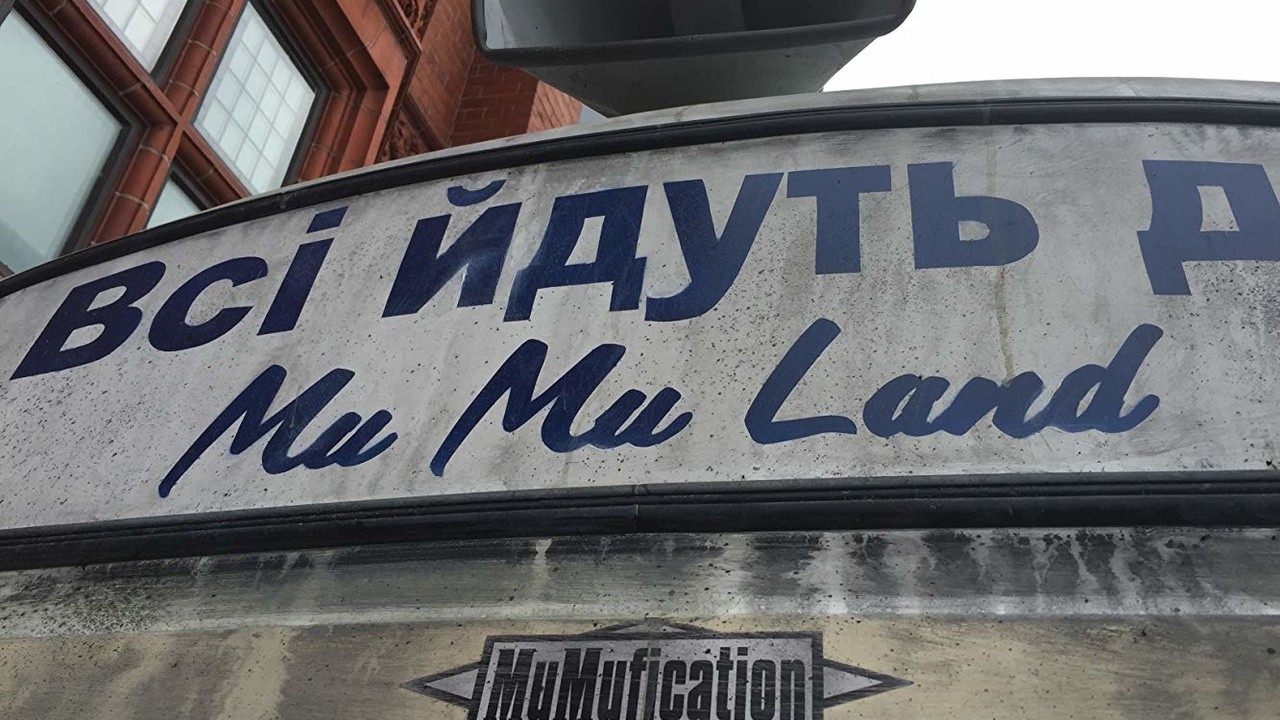 Всі йдуть д
Mu Mu Land
MuMufication